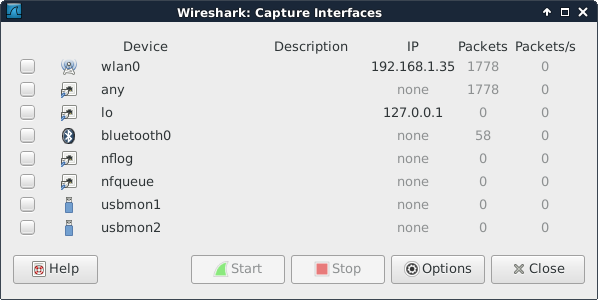 Wireshark: Capture Interfaces
Device Description IP Packets Packets/s
wlan0 192.168.1.35 1778 0
any none 1778 0
lo 127.0.0.1 0 0
bluetooth0 none 58 0
nflog none 0 0
nfqueue none 0 0
usbmon1 none 0 0
usbmon2 none 0 0
Help Start Stop Options Close